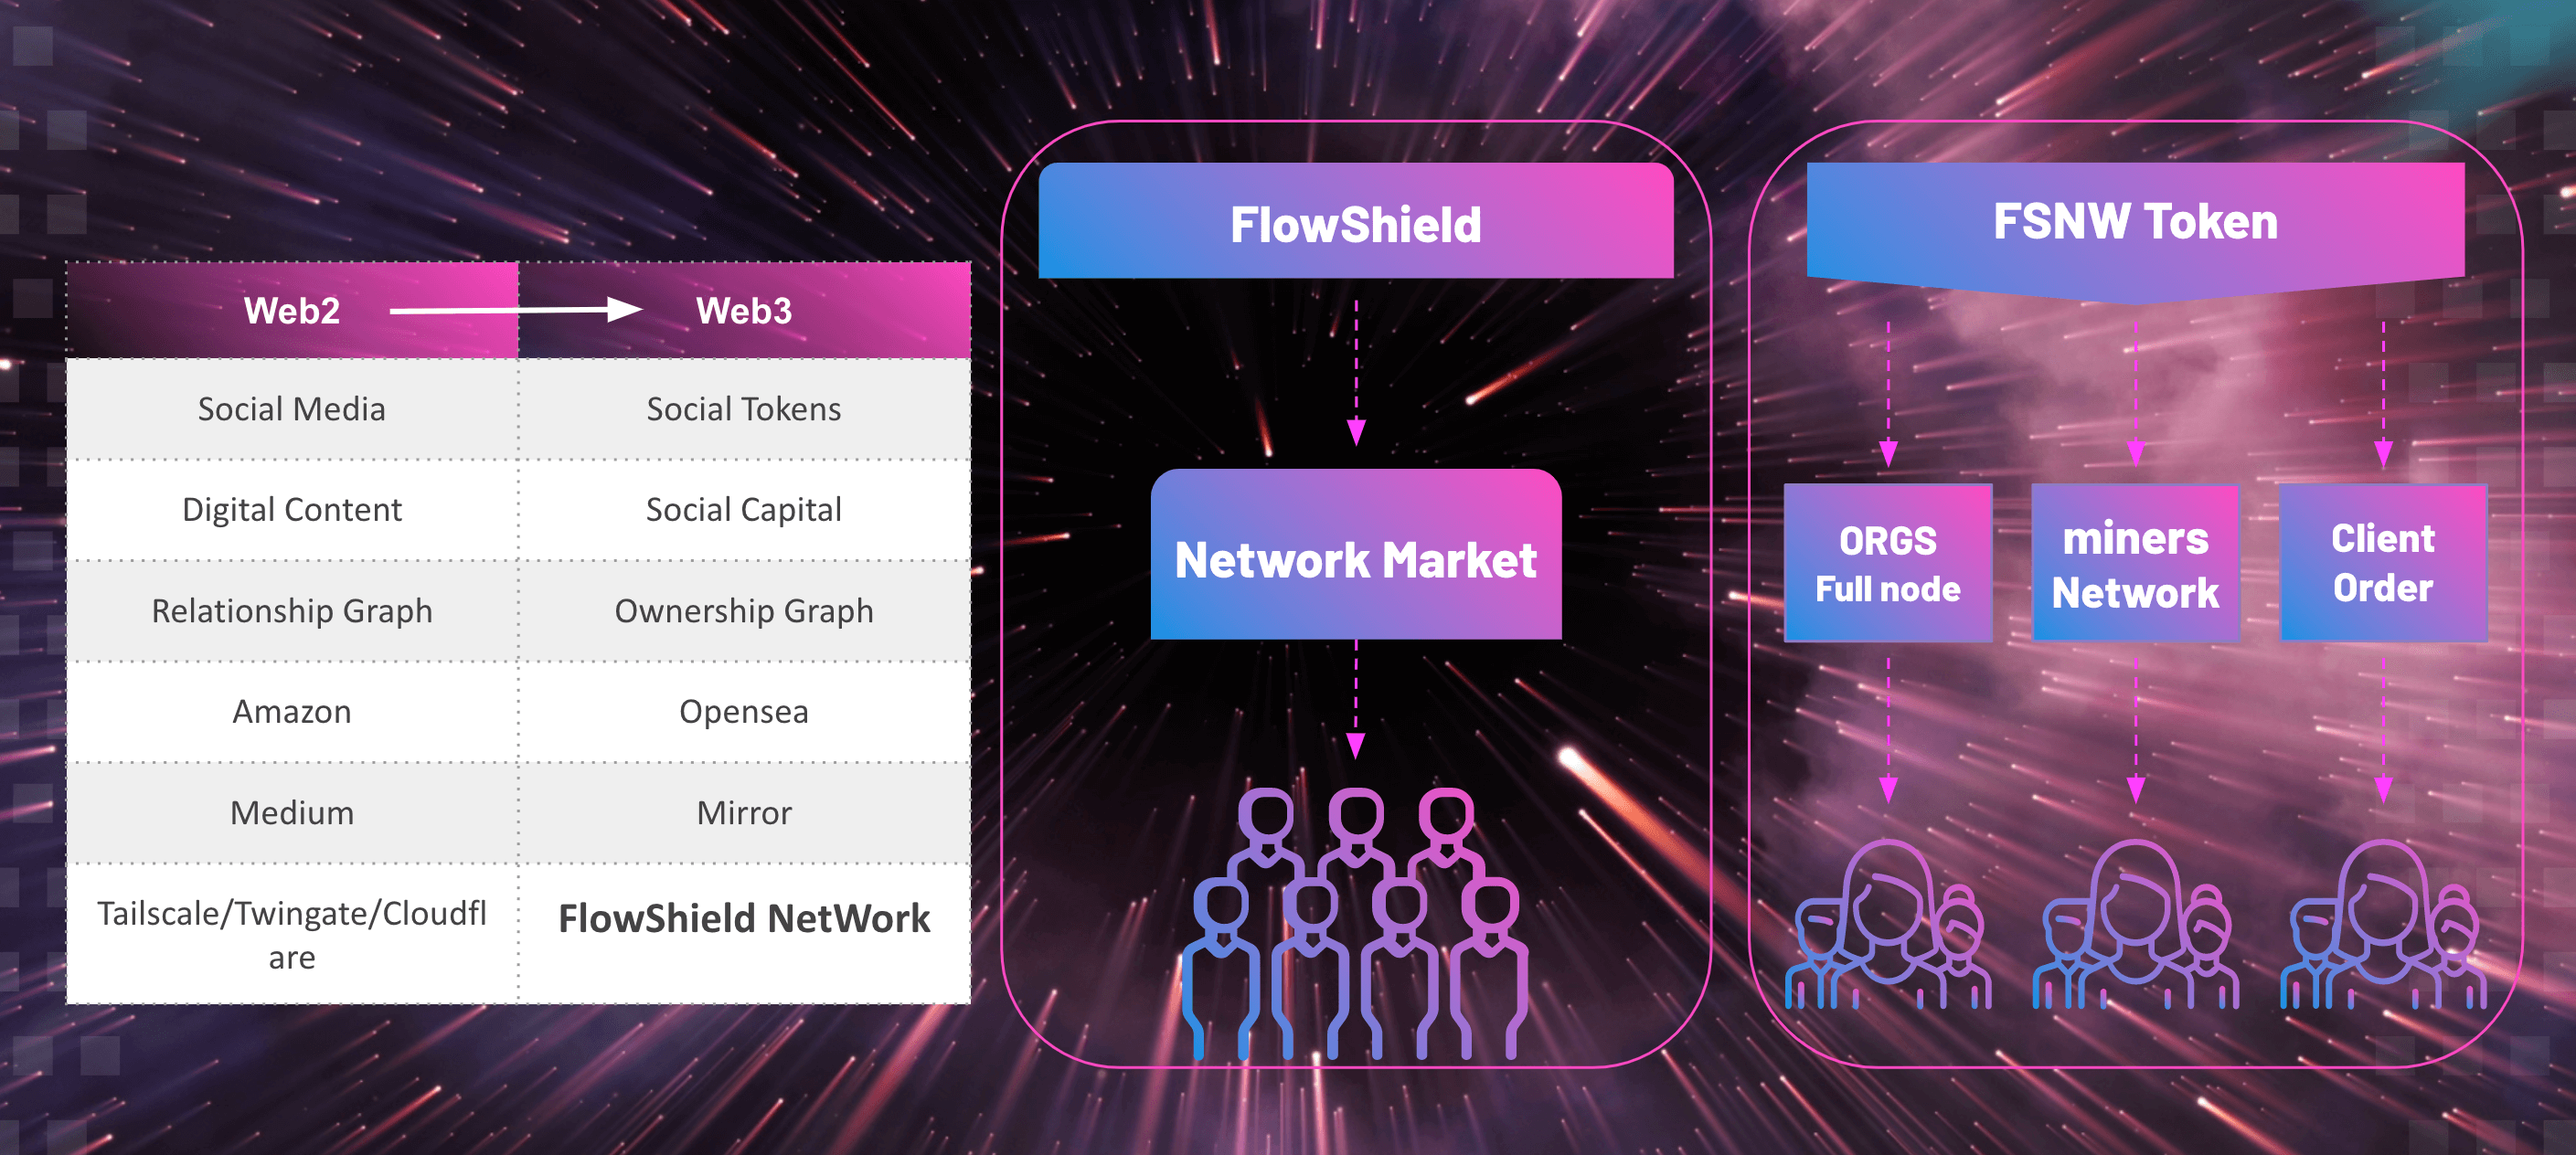 Web2
Web3
Social Media
Social Tokens
Digital Content
Social Capital
Relationship Graph
Ownership Graph
Amazon
Opensea
Medium
Mirror
Tailscale/Twingate/Cloudfl
are
FlowShield NetWork
FlowShield
Network Market
FSNW Token
ORGS
Full node
miners
Network
Client
Order